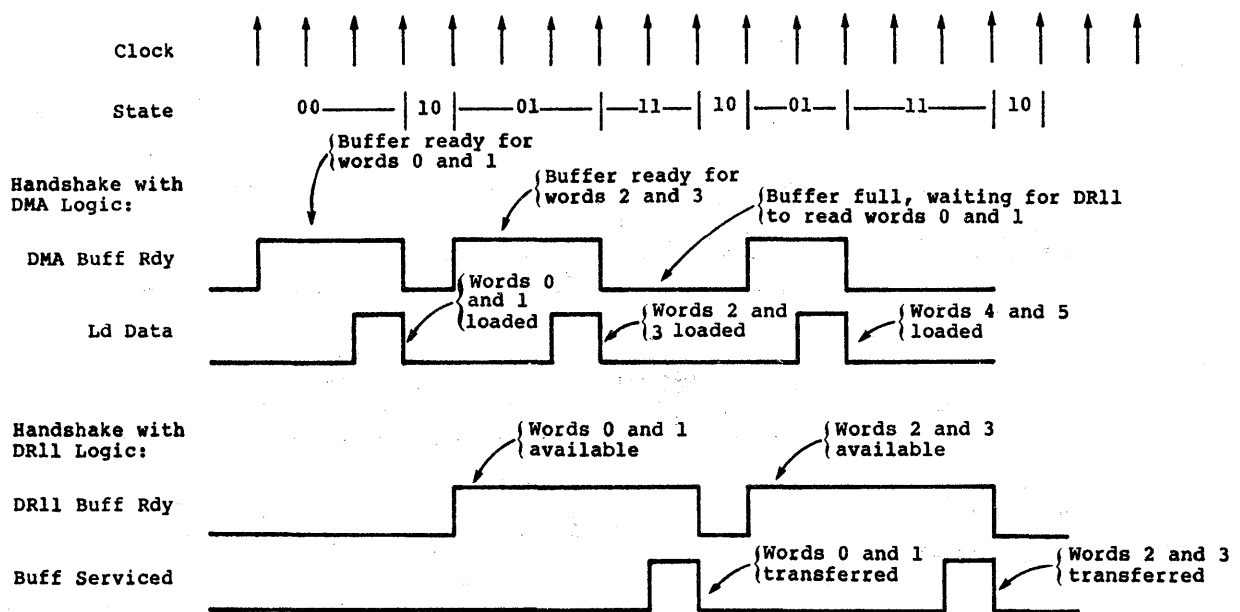 Clock
State
00 10 01 11 10 01 11 10
Buffer ready for
words 0 and 1
Handshake with
DMA Logic:
Buffer ready for
words 2 and 3
Buffer full, waiting for DR11
to read words 0 and 1
DMA Buff Rdy
Words 0
and 1
loaded
Ld Data
Words 2 and
3 loaded
Words 4 and 5
loaded
Handshake with
DR11 Logic:
Words 0 and 1
available
Words 2 and 3
available
DR11 Buff Rdy
Buff Serviced
Words 0 and 1
transferred
Words 2 and 3
transferred